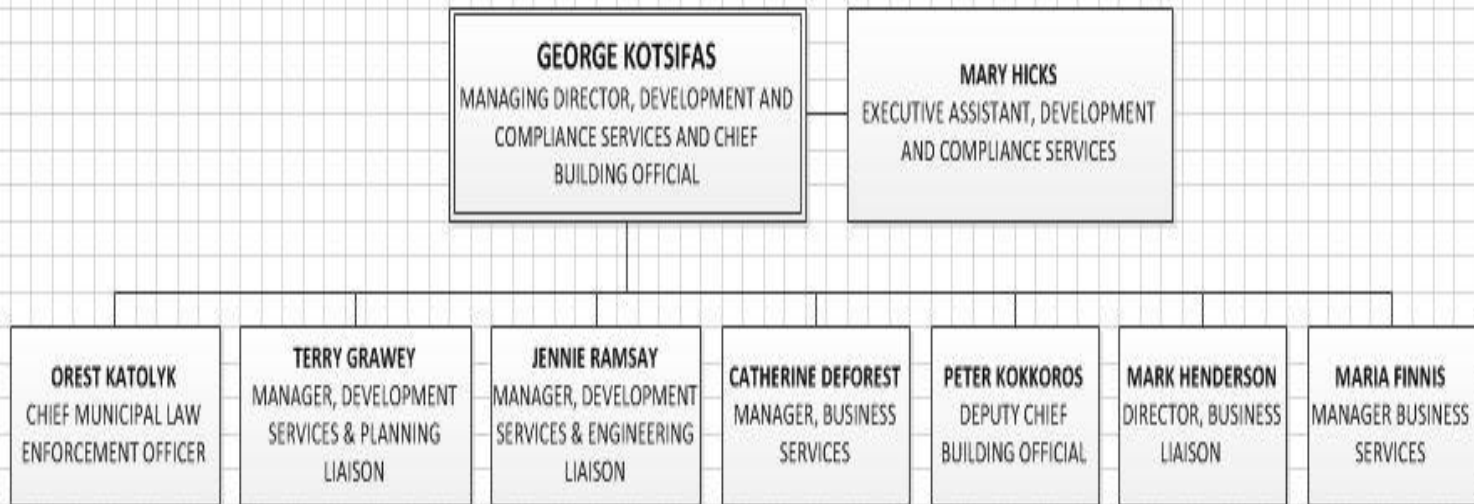 GEORGE KOTSIFAS
MANAGING DIRECTOR, DEVELOPMENT AND
COMPLIANCE SERVICES AND CHIEF
BUILDING OFFICIAL
MARY HICKS
EXECUTIVE ASSISTANT, DEVELOPMENT
AND COMPLIANCE SERVICES
OREST KATOLYK
CHIEF MUNICIPAL LAW
ENFORCEMENT OFFICER
TERRY GRAWEY
MANAGER, DEVELOPMENT
SERVICES & PLANNING
LIAISON
JENNIE RAMSAY
MANAGER, DEVELOPMENT
SERVICES & ENGINEERING
LIAISON
CATHERINE DEFOREST
MANAGER, BUSINESS
SERVICES
PETER KOKKOROS
DEPUTY CHIEF
BUILDING OFFICIAL
MARK HENDERSON
DIRECTOR, BUSINESS
LIAISON
MARIA FINNIS
MANAGER BUSINESS
SERVICES